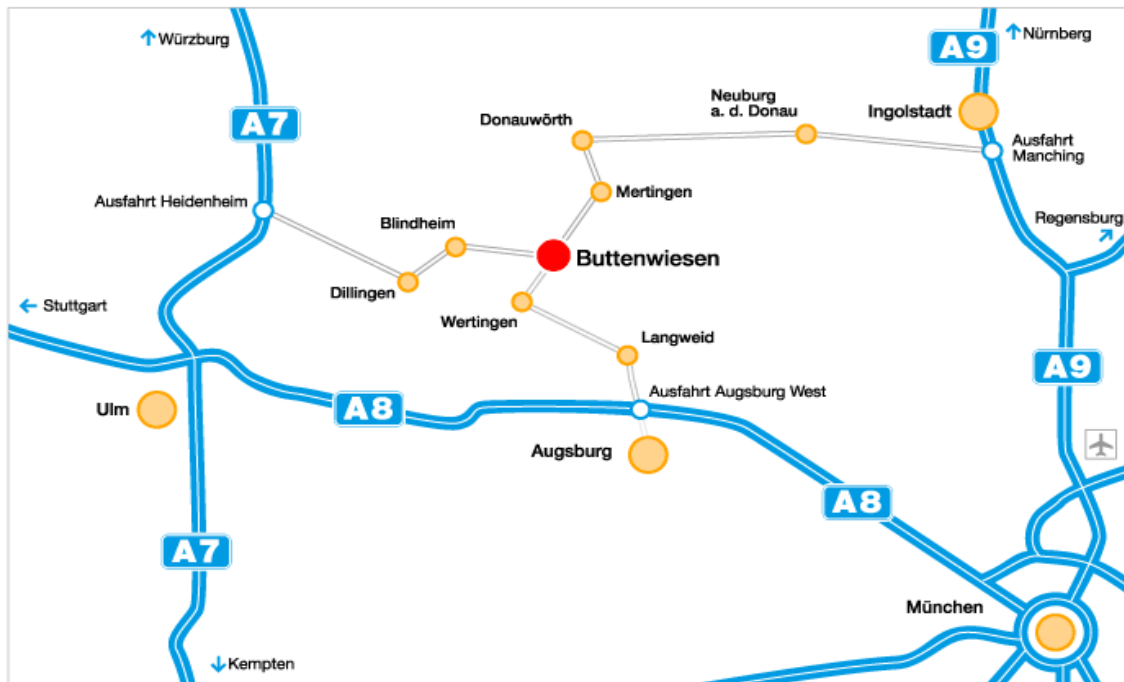 Würzburg
A9
Nürnberg
A7
Donauwörth
Neuburg
a. d. Donau
Ingolstadt
Ausfahrt
Manching
Ausfahrt Heidenheim
Mertingen
Blindheim
Regensburg
Buttenwiesen
Dillingen
Stuttgart
Wertingen
Langweid
A9
Ausfahrt Augsburg West
Ulm
A8
Augsburg
A8
A7
München
Kempten